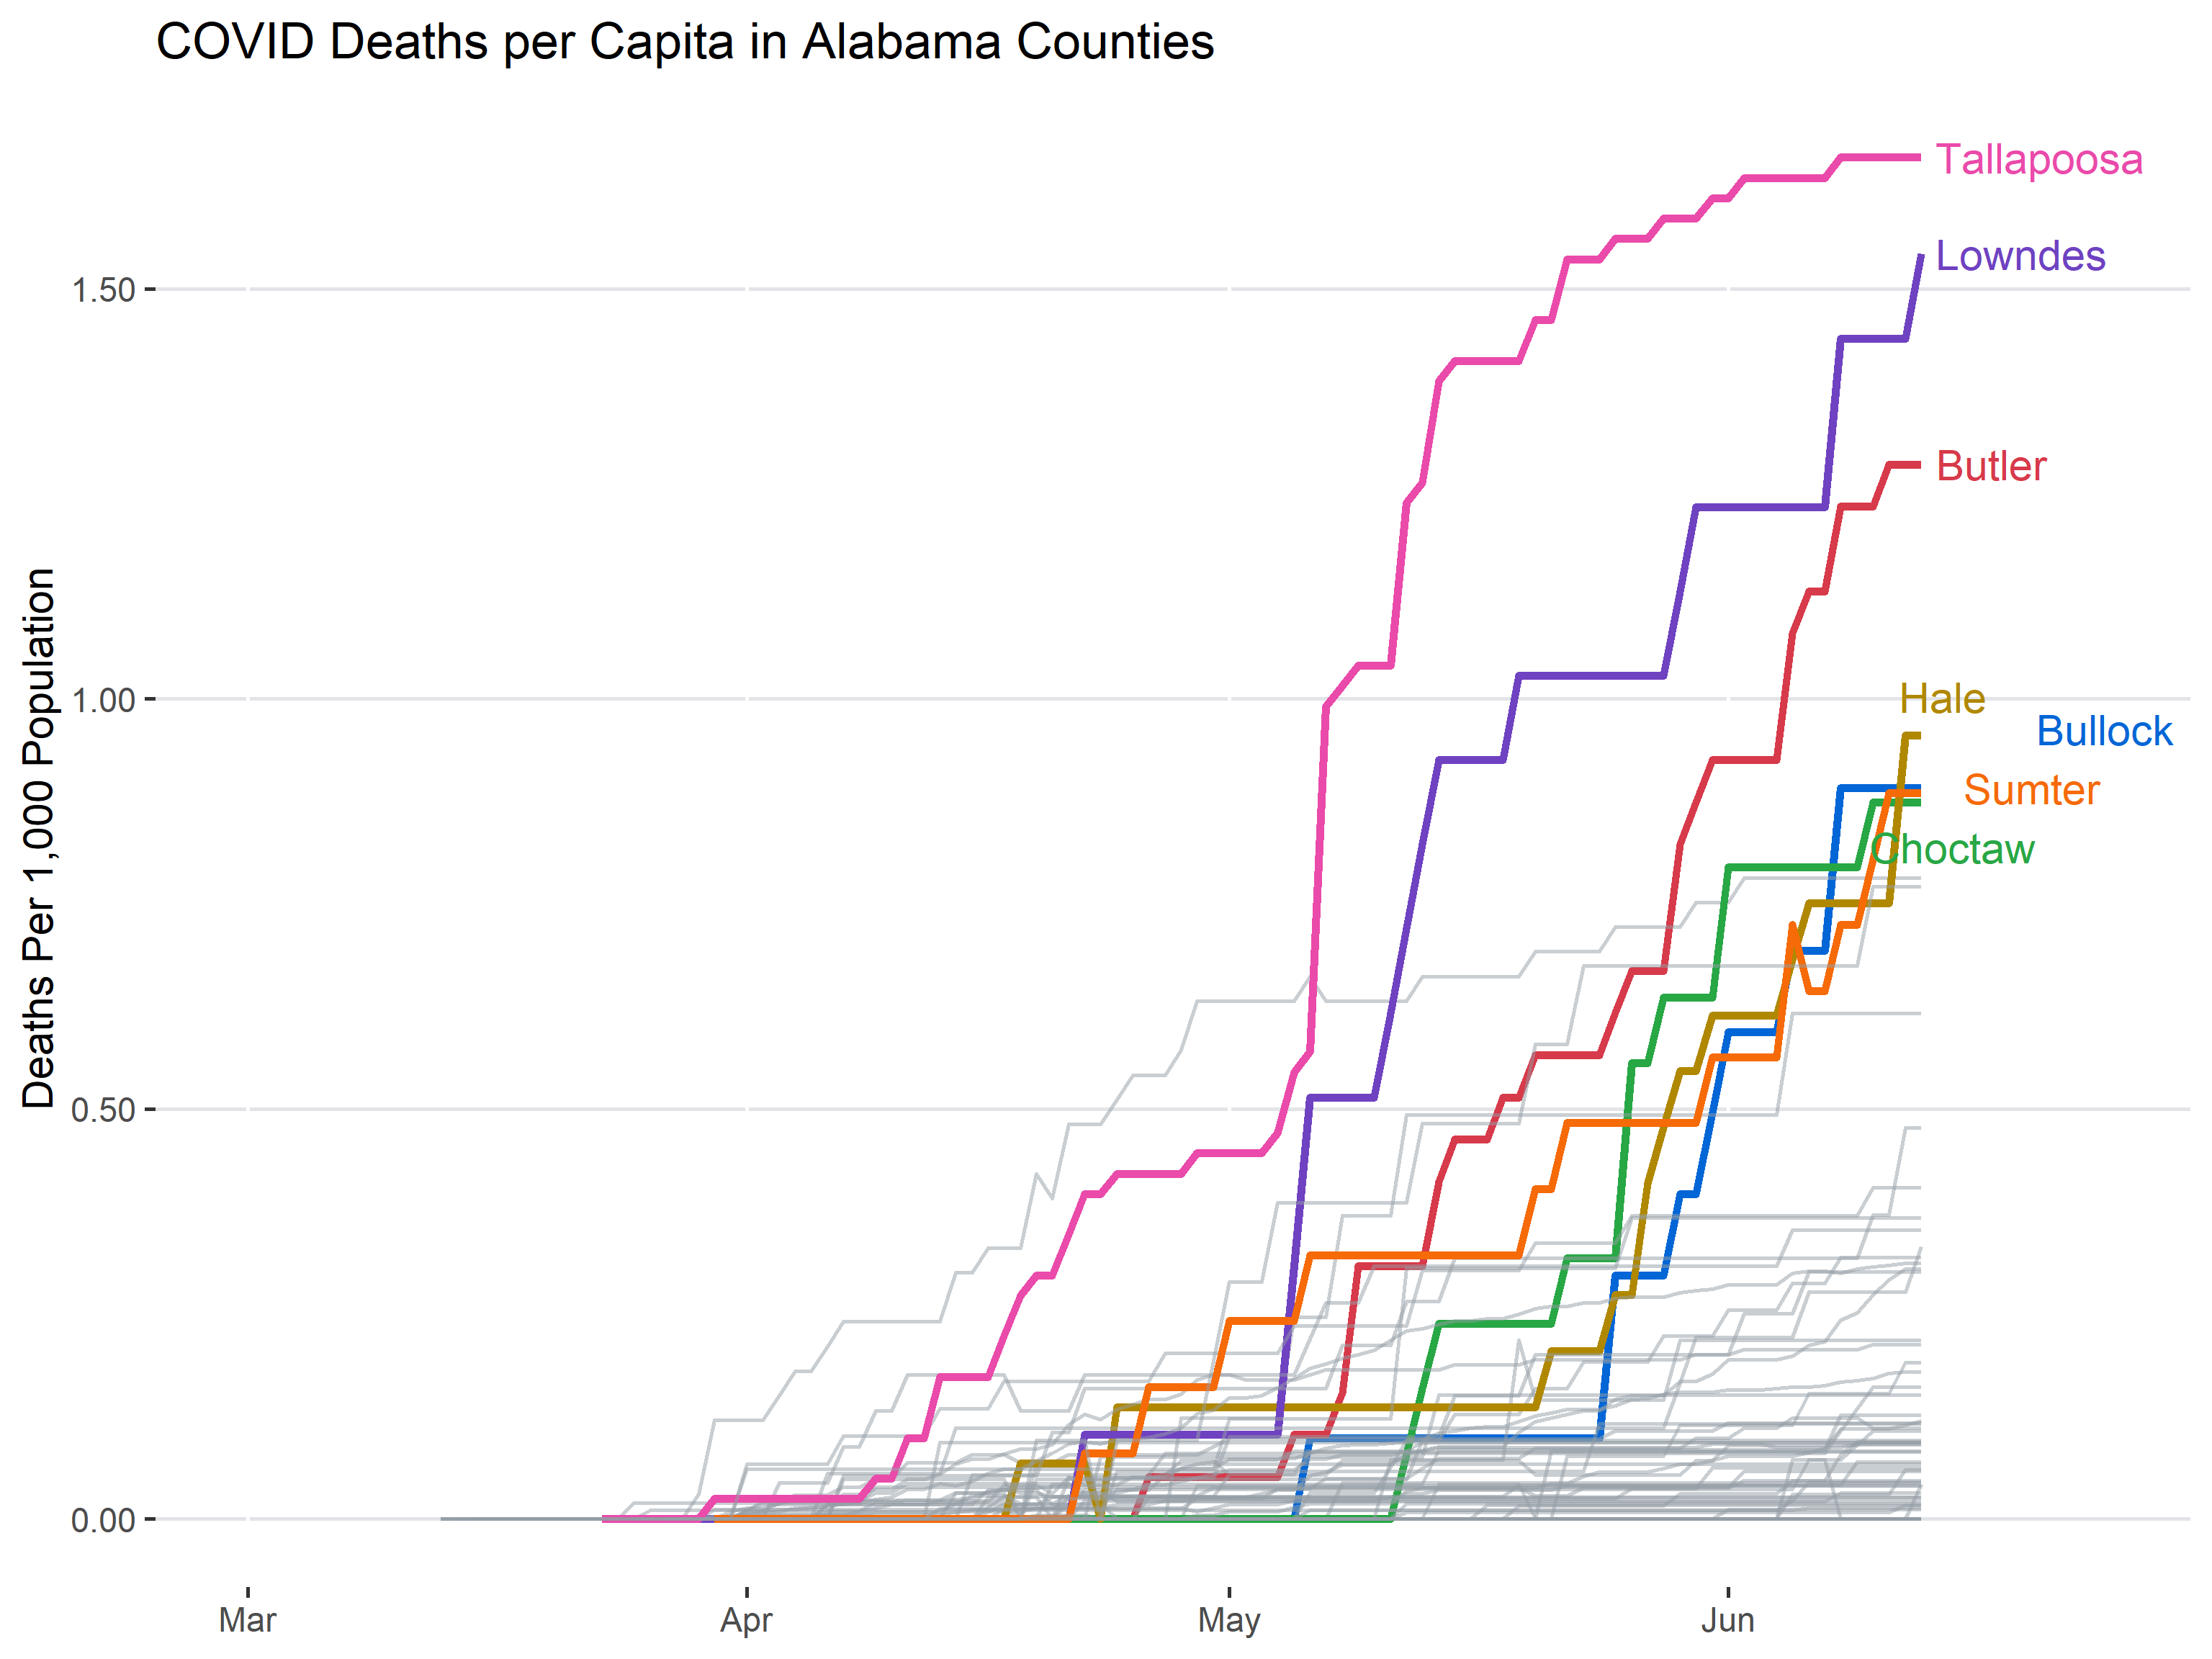 COVID Deaths per Capita in Alabama Counties
Tallapoosa
Lowndes
1.50
Butler
Deaths Per 1,000 Population
1.00
Hale
Bullock
Sumter
Choctaw
0.50
0.00
Mar
Apr
May
Jun